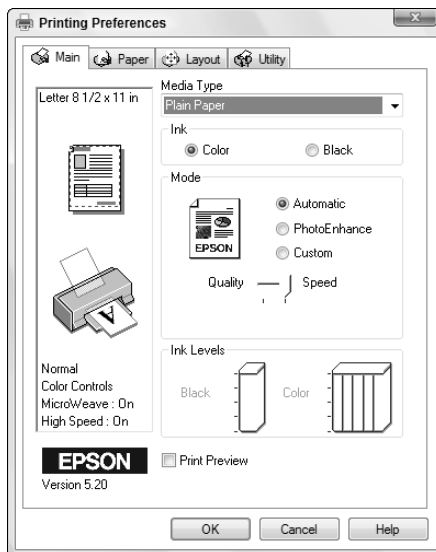 Printing Preferences
Main
Paper
Layout
Utility
Letter 8 1/2 x 11 in
Media Type
Plain Paper
Ink
Color
Black
Mode
EPSON
Automatic
PhotoEnhance
Custom
Quality
Speed
A
Normal
Color Controls
MicroWeave : On
High Speed : On
Ink Levels
Black
Color
EPSON
Version 5.20
Print Preview
OK
Cancel
Help